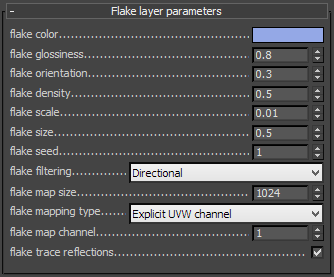 - Flake layer parameters
flake color
flake glossiness 0.8
flake orientation 0.3
flake density 0.5
flake scale 0.01
flake size 0.5
flake seed 1
flake filtering Directional
flake map size 1024
flake mapping type Explicit UVW channel
flake map channel 1
flake trace reflections